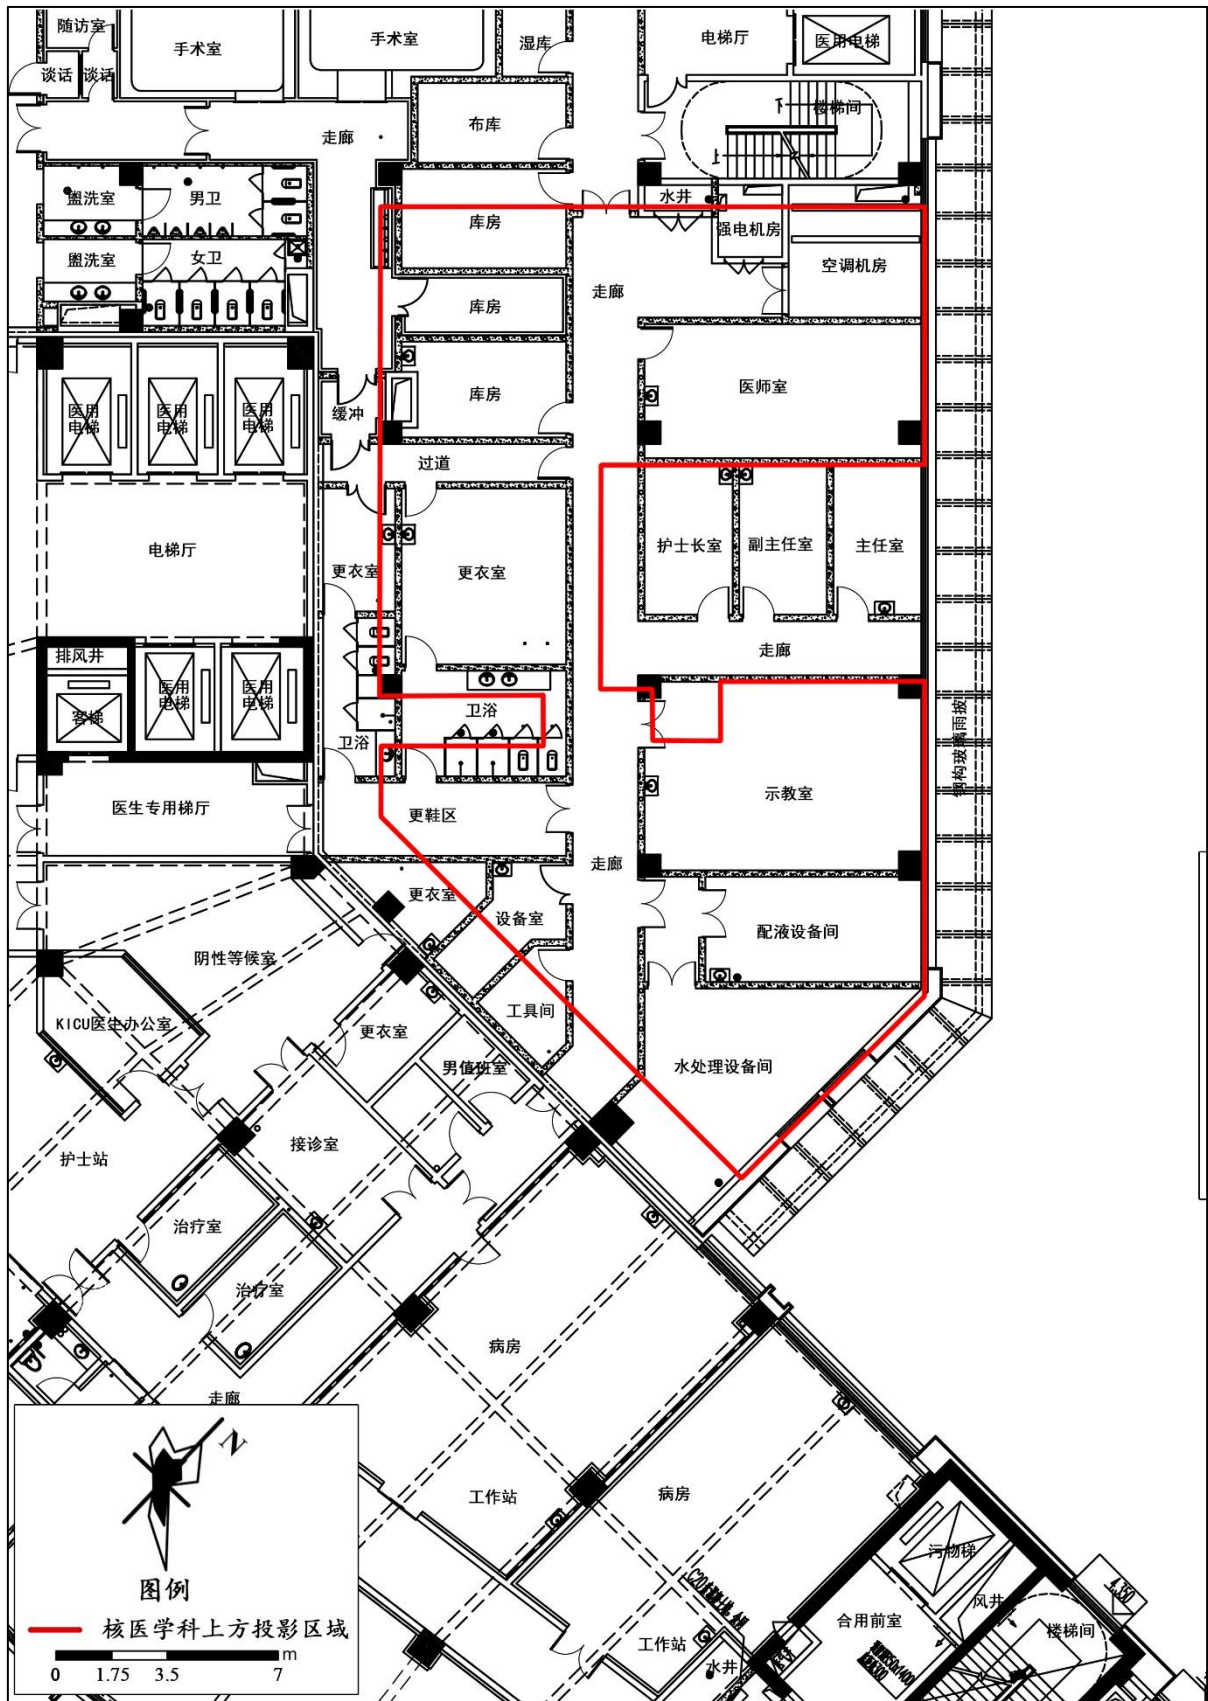 随访室
手术室
手术室
湿库
电梯厅
医用电梯
谈话
谈话
走廊
布库
下
楼梯间
上
盥洗室
男卫
库房
水井
强电机房
空调机房
盥洗室
女卫
走廊
库房
医用
电梯
医用
电梯
医用
电梯
缓冲
库房
医师室
过道
电梯厅
更衣室
更衣室
护士长室
副主任室
主任室
走廊
排风井
客梯
医用
电梯
医用
电梯
卫浴
卫浴
钢构玻璃雨披
医生专用梯厅
更鞋区
示教室
走廊
更衣室
设备室
配液设备间
阴性等候室
KICU医生办公室
更衣室
工具间
男值班室
水处理设备间
护士站
接诊室
治疗室
治疗室
病房
走廊
工作站
病房
污物梯
风井
4.350
合用前室
楼梯间
工作站
水井
N
图例
核医学科上方投影区域
0 1.75 3.5 7 m